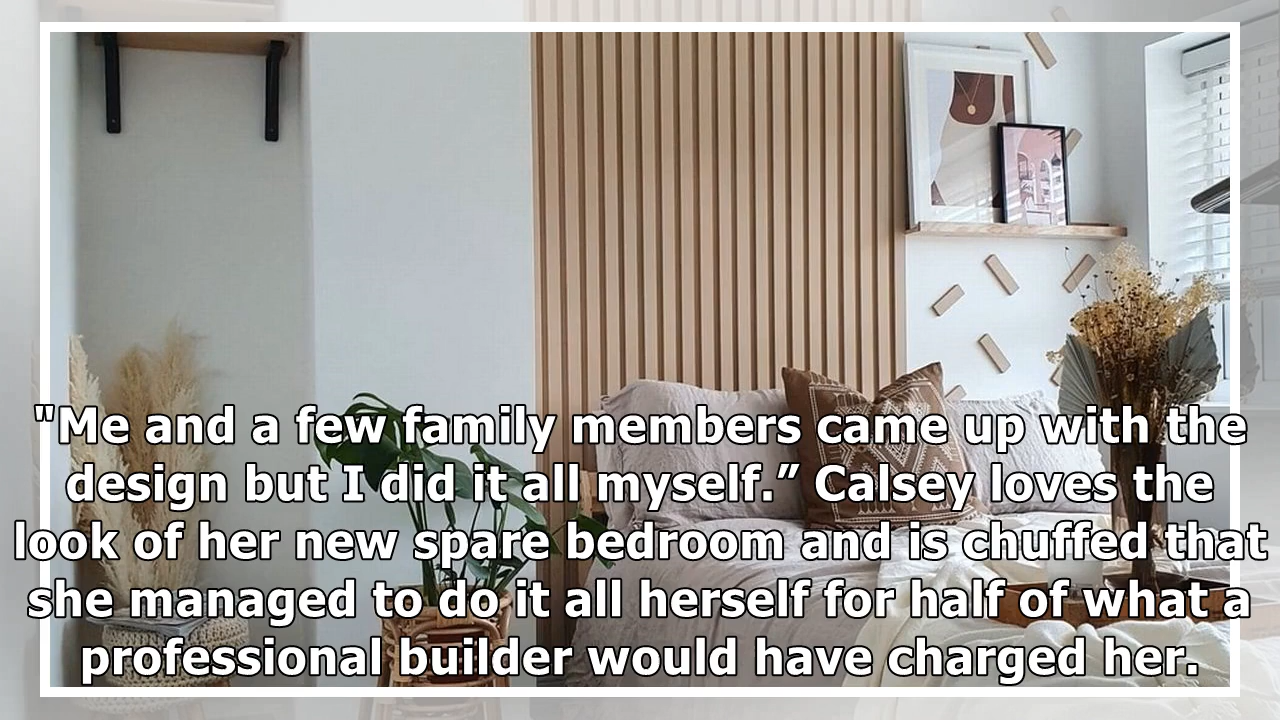 "Me and a few family members came up with the
design but I did it all myself.” Calsey loves the
look of her new spare bedroom and is chuffed that
she managed to do it all herself for half of what a
professional builder would have charged her.